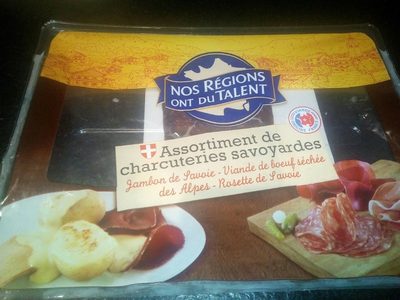 NOS RÉGIONS
ONT DU TALENT
Assortiment de
charcuteries savoyardes
Jambon de Savoie - Viande de boeuf séchée
des Alpes - Rosette de Savoie